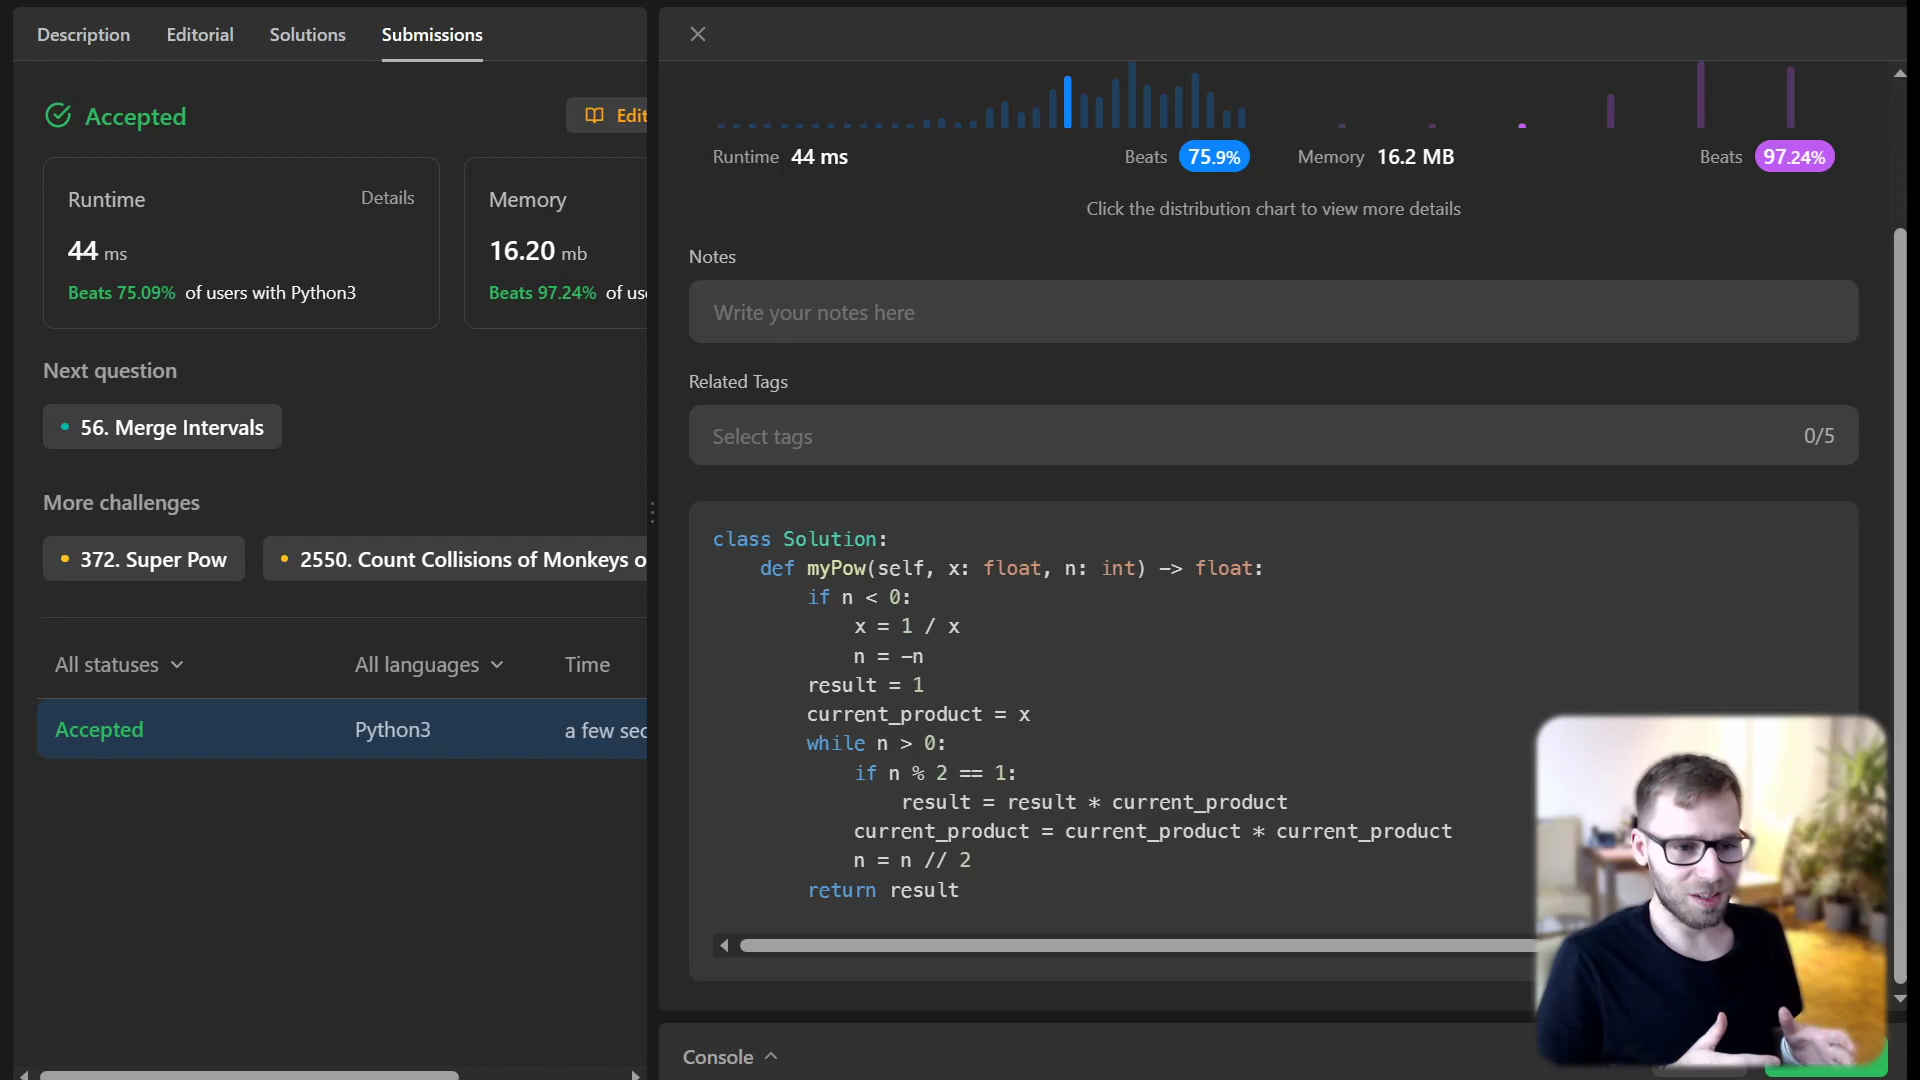 Description Editorial Solutions Submissions
Accepted
Runtime Details
44 ms
Beats 75.09% of users with Python3
Memory
16.20 mb
Beats 97.24%
Next question
56. Merge Intervals
More challenges
372. Super Pow 2550. Count Collisions of Monkeys o
All statuses All languages Time
Accepted Python3 a few sec
Runtime 44 ms Beats 75.9% Memory 16.2 MB Beats 97.24%
Click the distribution chart to view more details
Notes
Write your notes here
Related Tags
Select tags 0/5
class Solution:
def myPow(self, x: float, n: int) -> float:
if n < 0:
x = 1 / x
n = -n
result = 1
current_product = x
while n > 0:
if n % 2 == 1:
result = result * current_product
current_product = current_product * current_product
n = n // 2
return result
Console